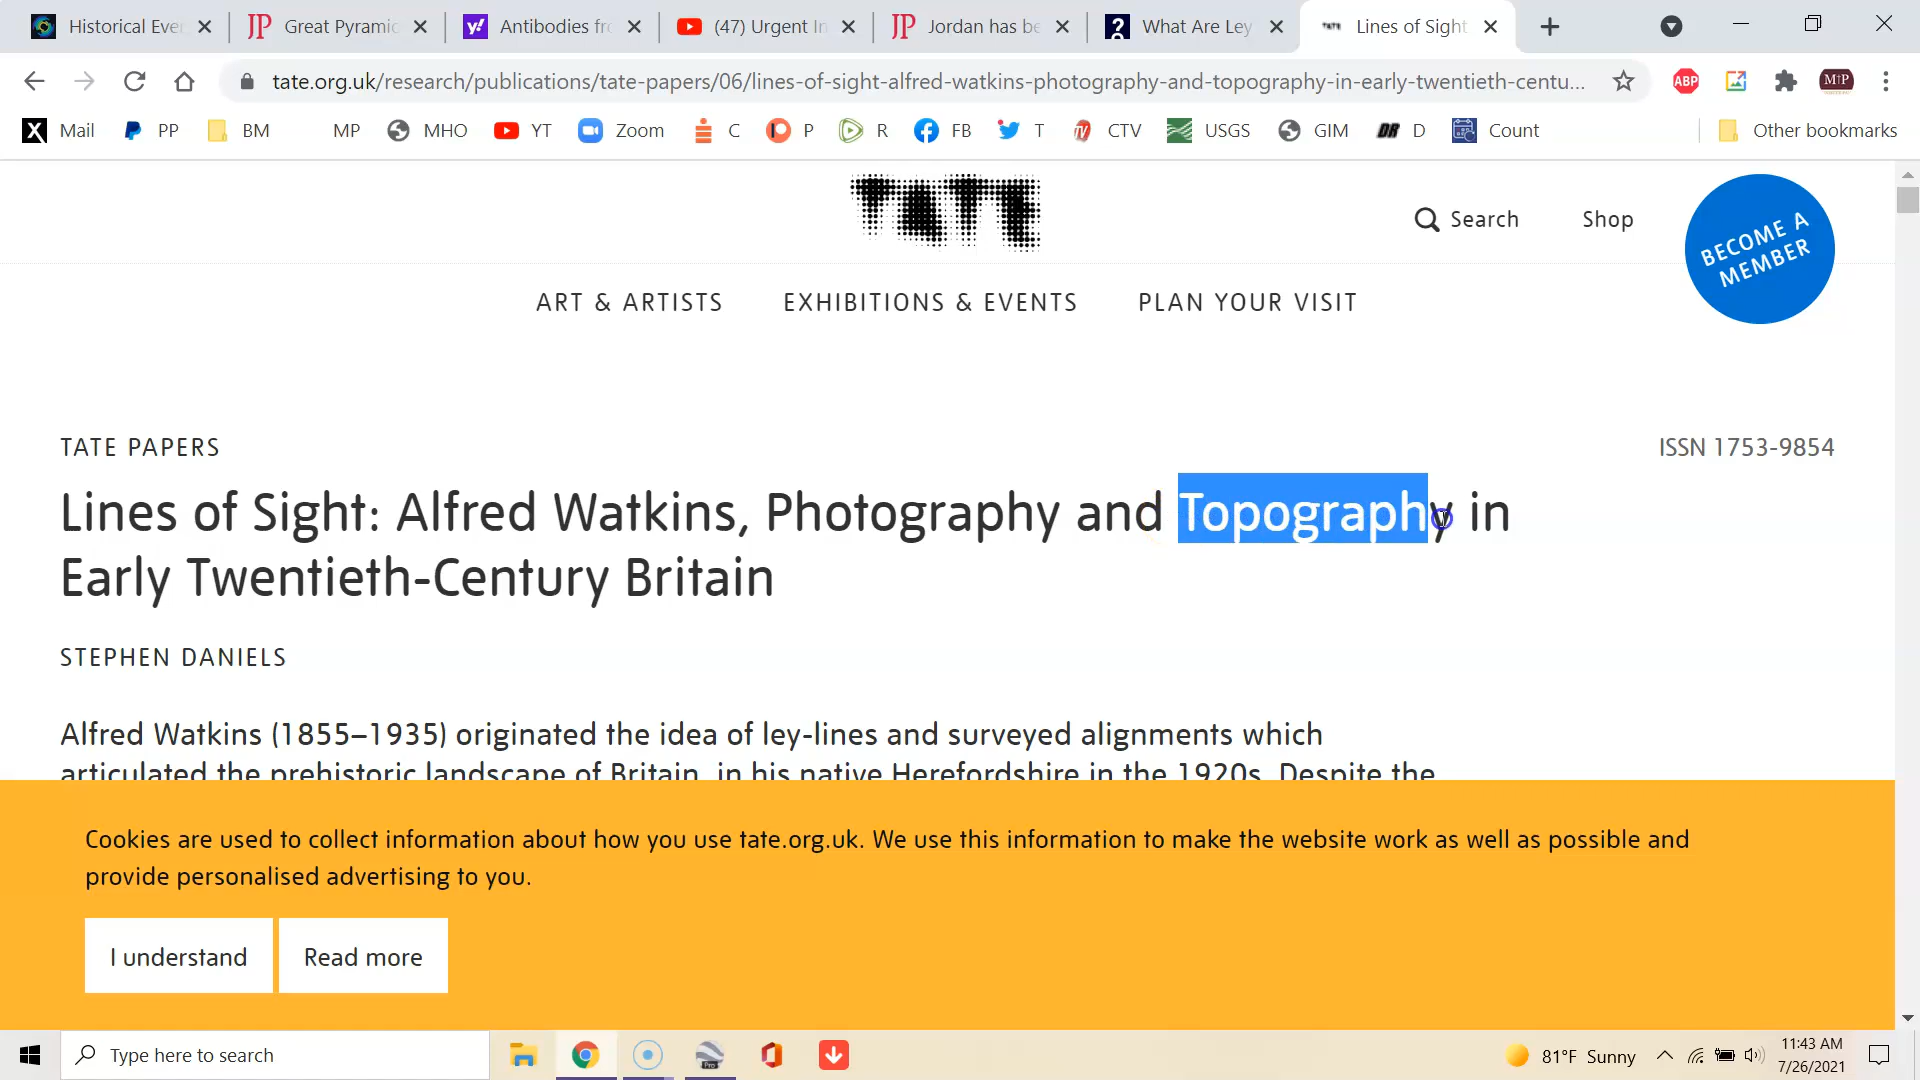 Historical Eve
Great Pyramid
Antibodies fro
(47) Urgent In
Jordan has be
What Are Ley
Lines of Sight
tate.org.uk/research/publications/tate-papers/06/lines-of-sight-alfred-watkins-photography-and-topography-in-early-twentieth-centu...
ABP
M↑P
X Mail
PP
BM
MP
MHO
YT
Zoom
C
P
R
FB
T
CTV
USGS
GIM
DR D
Count
Other bookmarks
TATE
Search
Shop
BECOME A
MEMBER
ART & ARTISTS
EXHIBITIONS & EVENTS
PLAN YOUR VISIT
TATE PAPERS
ISSN 1753-9854
Lines of Sight: Alfred Watkins, Photography and Topography in
Early Twentieth-Century Britain
STEPHEN DANIELS
Alfred Watkins (1855–1935) originated the idea of ley-lines and surveyed alignments which
articulated the prehistoric landscape of Britain, in his native Herefordshire in the 1920s. Despite the
Cookies are used to collect information about how you use tate.org.uk. We use this information to make the website work as well as possible and
provide personalised advertising to you.
I understand
Read more
Type here to search
81°F Sunny
11:43 AM
7/26/2021